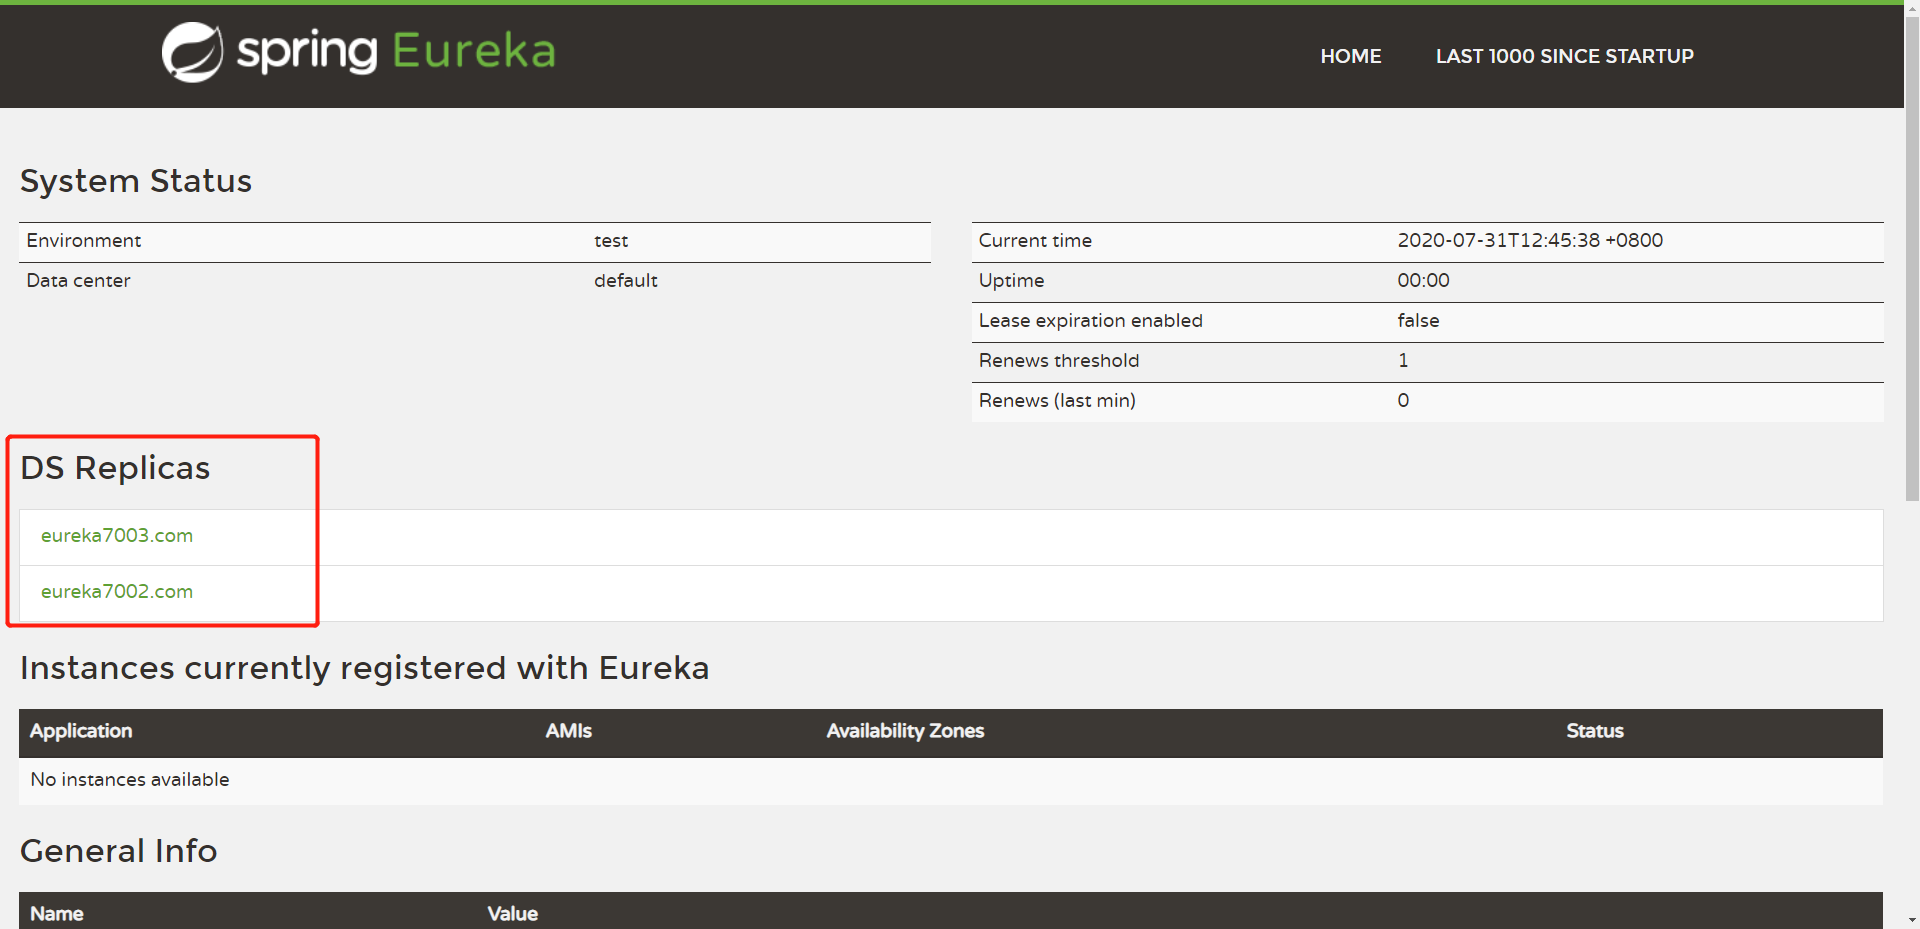 spring Eureka
HOME LAST 1000 SINCE STARTUP
System Status
Environment test
Data center default
Current time 2020-07-31T12:45:38 +0800
Uptime 00:00
Lease expiration enabled false
Renews threshold 1
Renews (last min) 0
DS Replicas
eureka7003.com
eureka7002.com
Instances currently registered with Eureka
Application AMIs Availability Zones Status
No instances available
General Info
Name Value